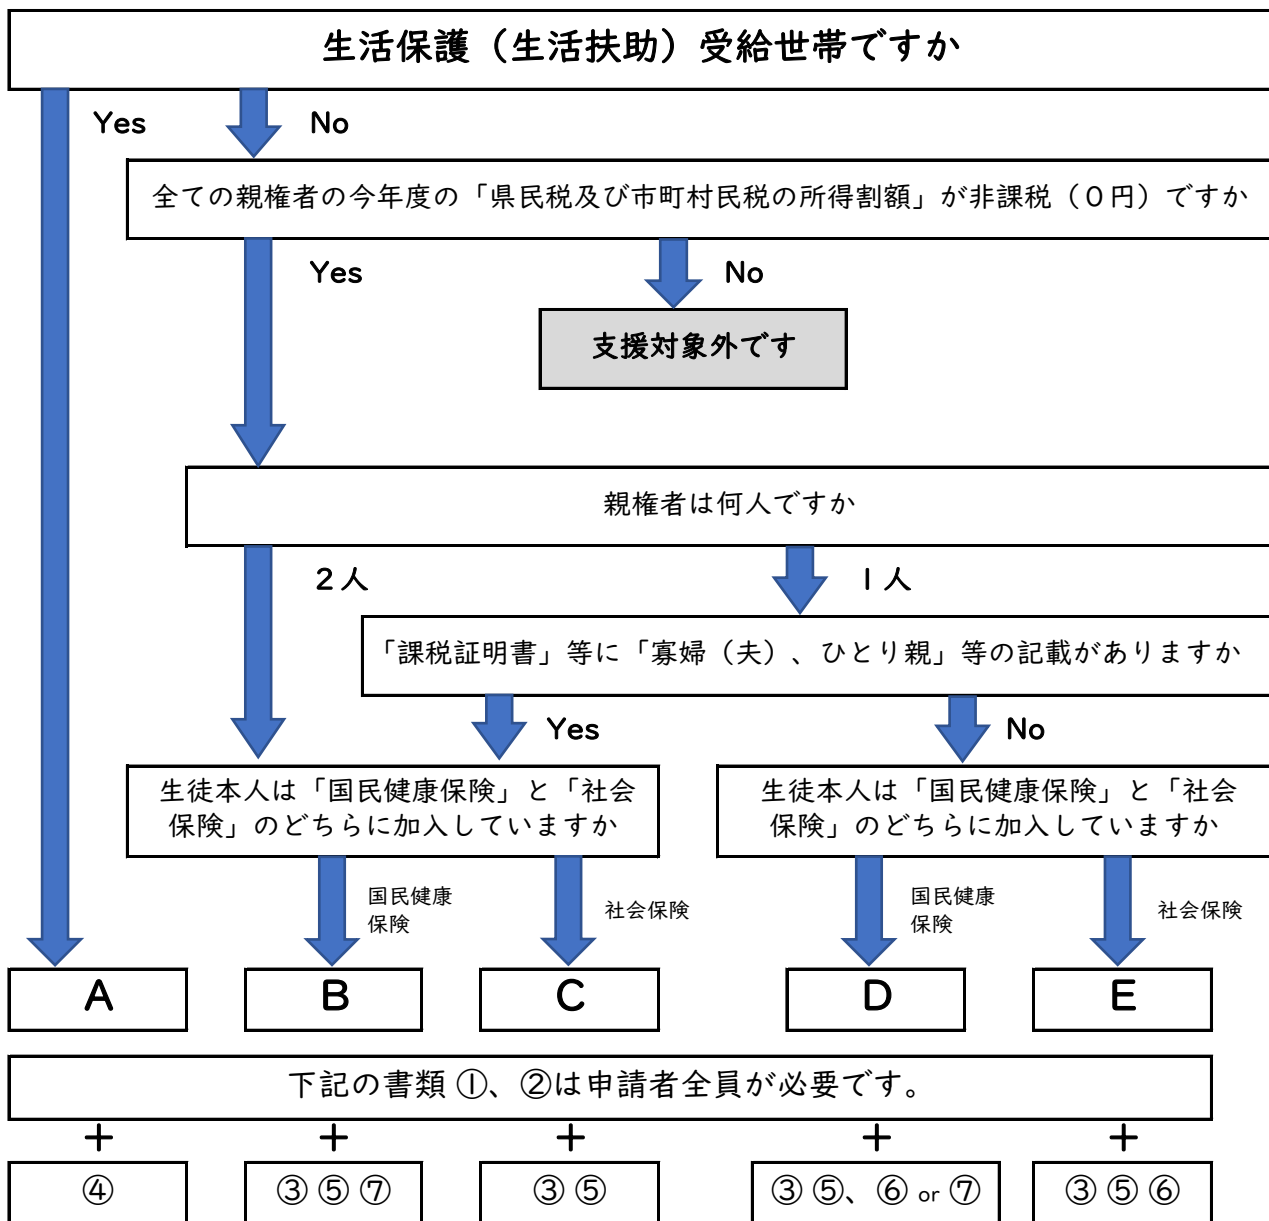 生活保護（生活扶助）受給世帯ですか
Yes
No
全ての親権者の今年度の「県民税及び市町村民税の所得割額」が非課税（０円）ですか
Yes
No
支援対象外です
親権者は何人ですか
２人
１人
「課税証明書」等に「寡婦（夫）、ひとり親」等の記載がありますか
Yes
No
生徒本人は「国民健康保険」と「社会
保険」のどちらに加入していますか
生徒本人は「国民健康保険」と「社会
保険」のどちらに加入していますか
国民健康
保険
社会保険
国民健康
保険
社会保険
A
B
C
D
E
下記の書類 ①、②は申請者全員が必要です。
＋
＋
＋
＋
＋
④
③ ⑤ ⑦
③ ⑤
③ ⑤、⑥ or ⑦
③ ⑤ ⑥